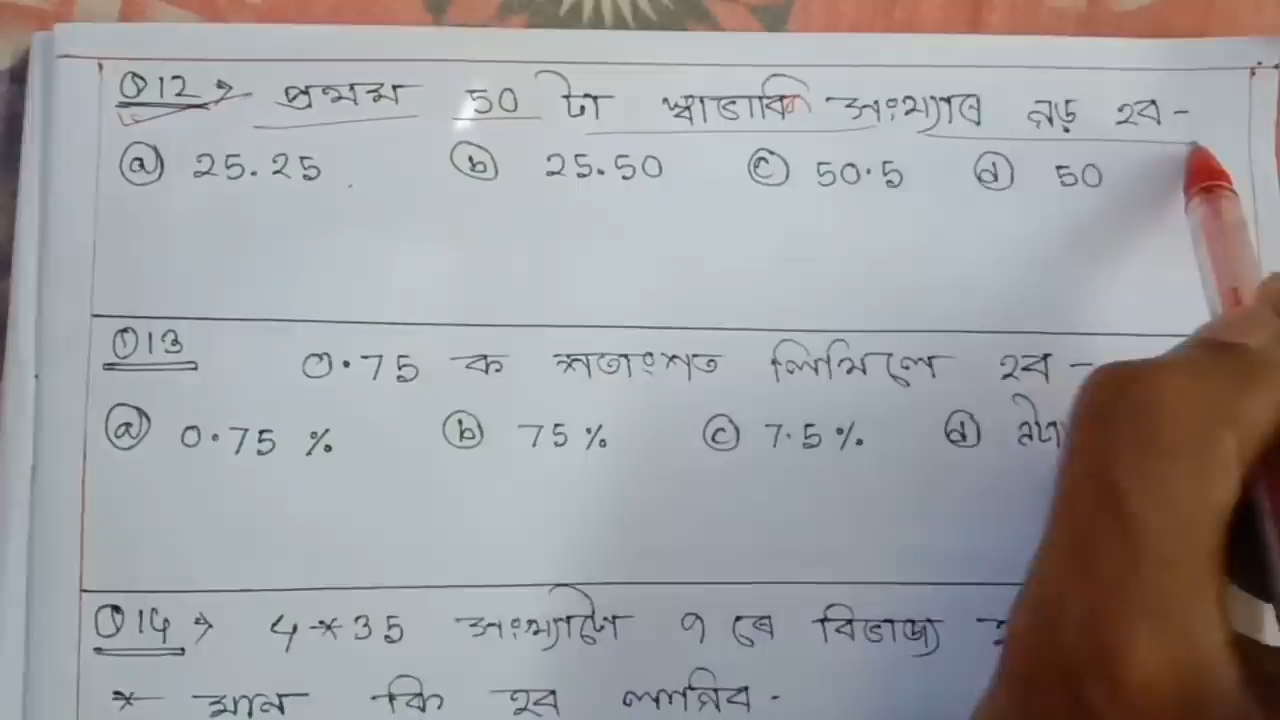 Q12→ প্ৰথম 50 টা স্বাভাবিক সংখ্যাৰ গড় হব-
(a) 25.25 (b) 25.50 (c) 50.5 (d) 50
Q13 0.75 ক শতাংশত লিখিলে হব -
(a) 0.75 % (b) 75% (c) 7.5% (d)
Q14→ 4*35 সংখ্যাটো 9 ৰে বিভাজ্য
* মান কি হব লাগিব.